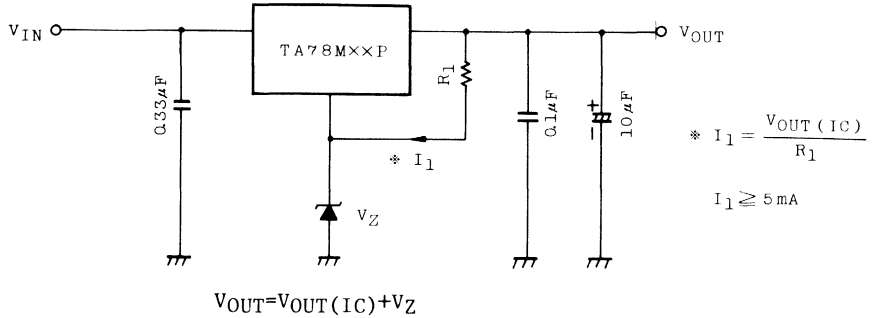 VIN
TA78M××P
VOUT
R1
0.33μF
0.1μF
+
-
10μF
※ I1
VZ
※ I1 = VOUT(IC) / R1
I1 ≧ 5mA
VOUT=VOUT(IC)+VZ